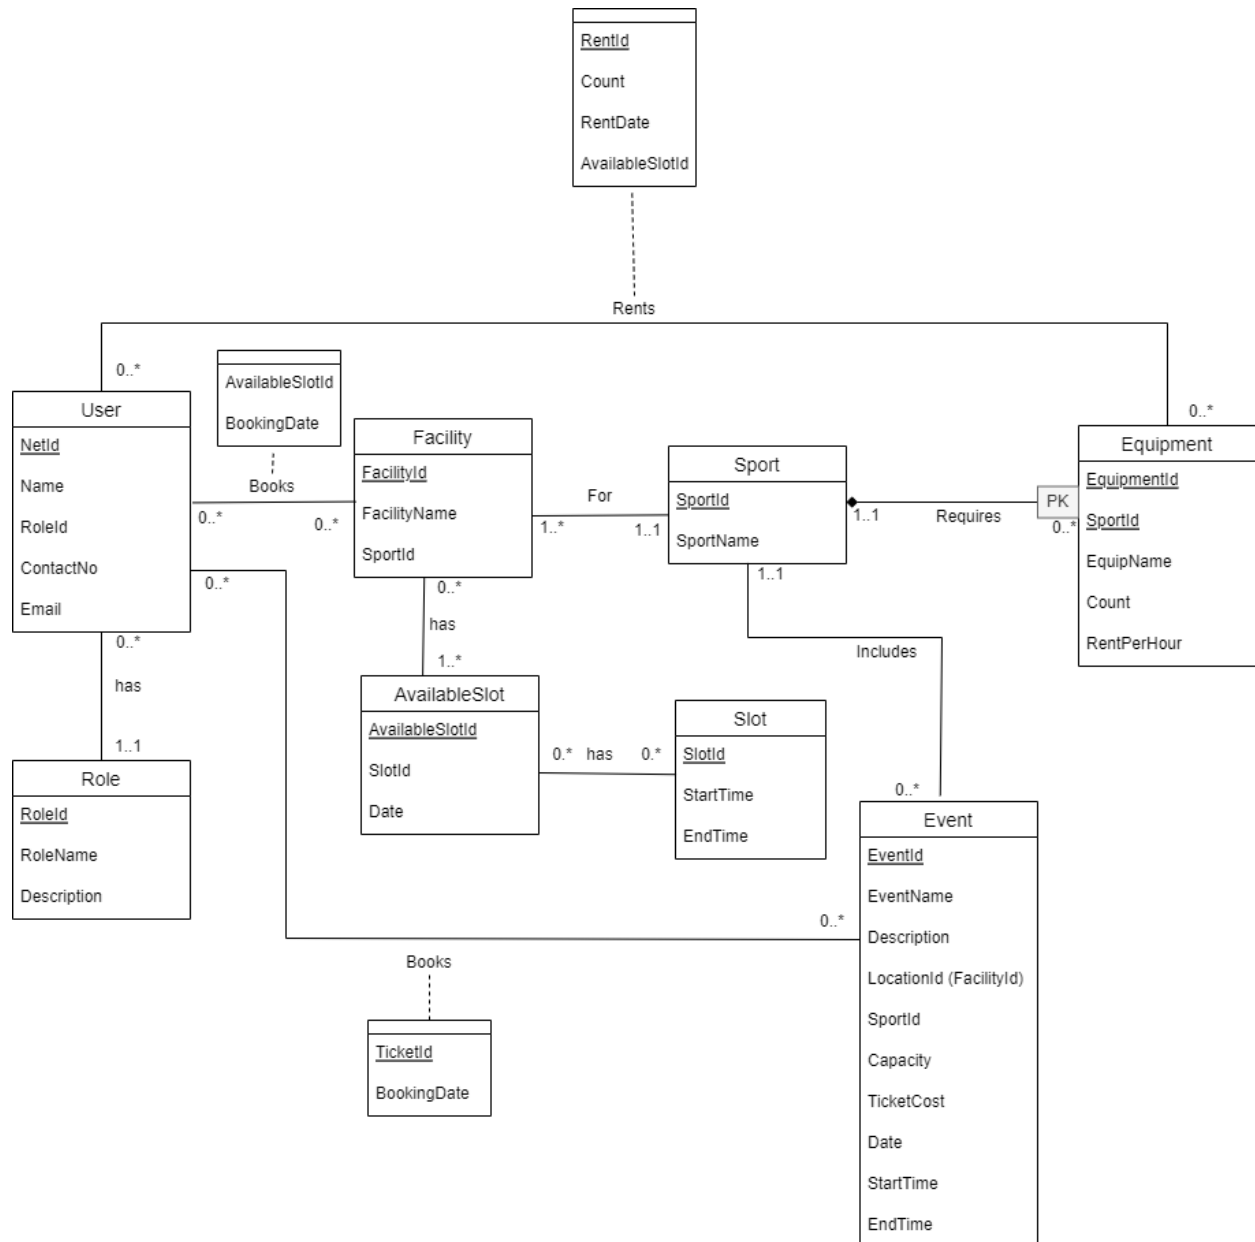 RentId
Count
RentDate
AvailableSlotId
Rents
0..*
0..*
User
NetId
Name
RoleId
ContactNo
Email
AvailableSlotId
BookingDate
Books
0..*
0..*
Facility
FacilityId
FacilityName
SportId
For
1..*
1..1
Sport
SportId
SportName
1..1
Requires
PK
0..*
Equipment
EquipmentId
SportId
EquipName
Count
RentPerHour
0..*
0..*
has
1..1
Role
RoleId
RoleName
Description
0..*
has
1..*
AvailableSlot
AvailableSlotId
SlotId
Date
0.*
has
0.*
Slot
SlotId
StartTime
EndTime
1..1
Includes
0..*
Event
EventId
EventName
Description
LocationId (FacilityId)
SportId
Capacity
TicketCost
Date
StartTime
EndTime
0..*
Books
TicketId
BookingDate